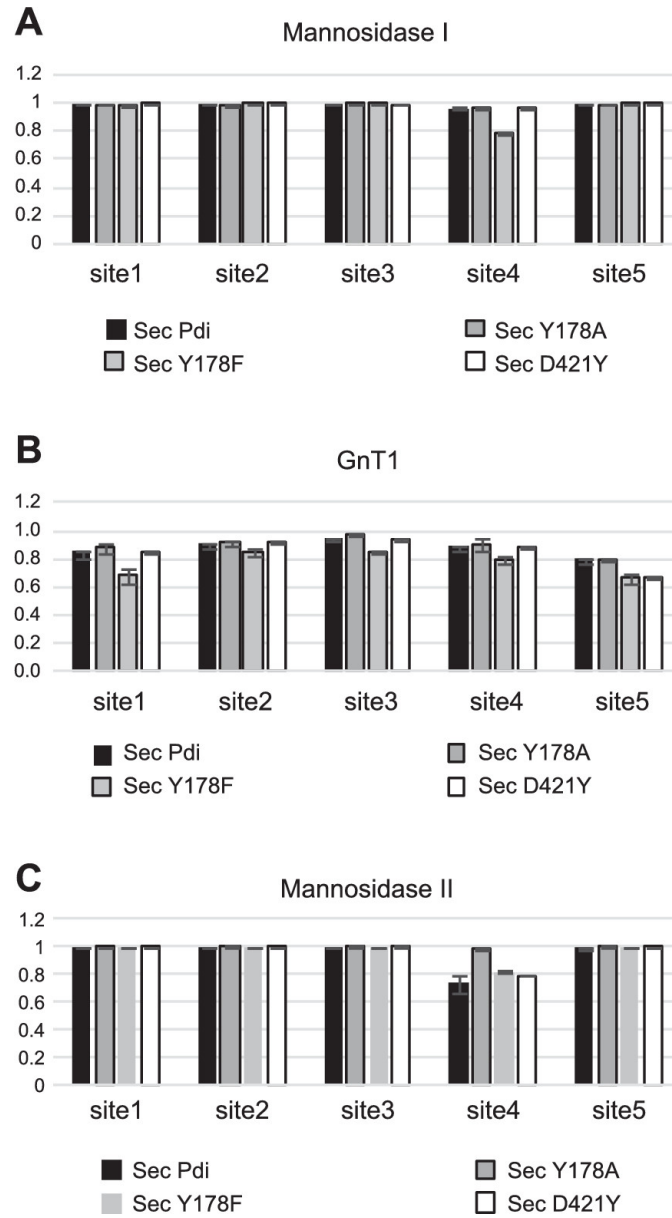 A
Mannosidase I
1.2
1
0.8
0.6
0.4
0.2
0
site1 site2 site3 site4 site5
Sec Pdi Sec Y178A
Sec Y178F Sec D421Y
B
GnT1
1.2
1.0
0.8
0.6
0.4
0.2
0.0
site1 site2 site3 site4 site5
Sec Pdi Sec Y178A
Sec Y178F Sec D421Y
C
Mannosidase II
1.2
1
0.8
0.6
0.4
0.2
0
site1 site2 site3 site4 site5
Sec Pdi Sec Y178A
Sec Y178F Sec D421Y